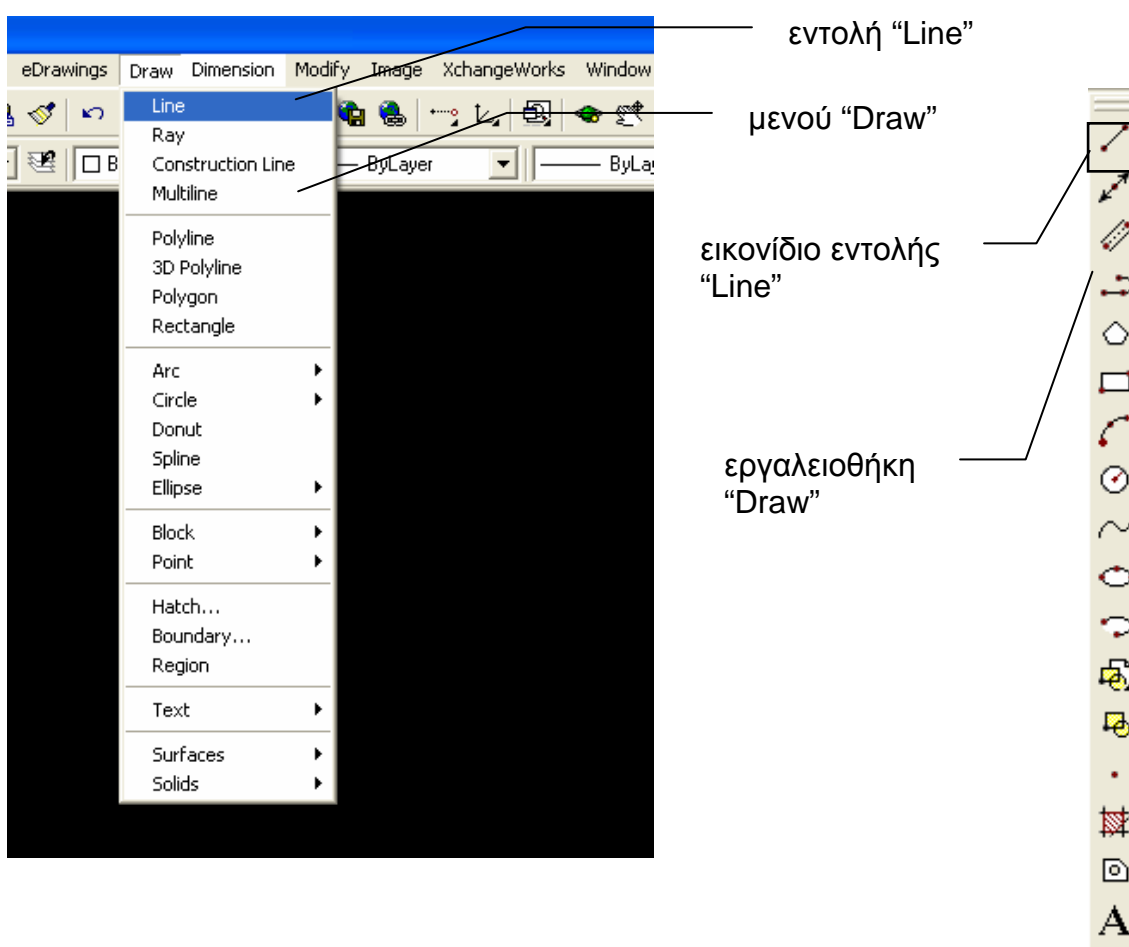 εντολή “Line”
eDrawings Draw Dimension Modify Image XchangeWorks Window
μενού “Draw”
B ByLayer ByLay
Line
Ray
Construction Line
Multiline
Polyline
3D Polyline
Polygon
Rectangle
Arc
Circle
Donut
Spline
Ellipse
Block
Point
Hatch...
Boundary...
Region
Text
Surfaces
Solids
εικονίδιο εντολής
“Line”
εργαλειοθήκη
“Draw”
A